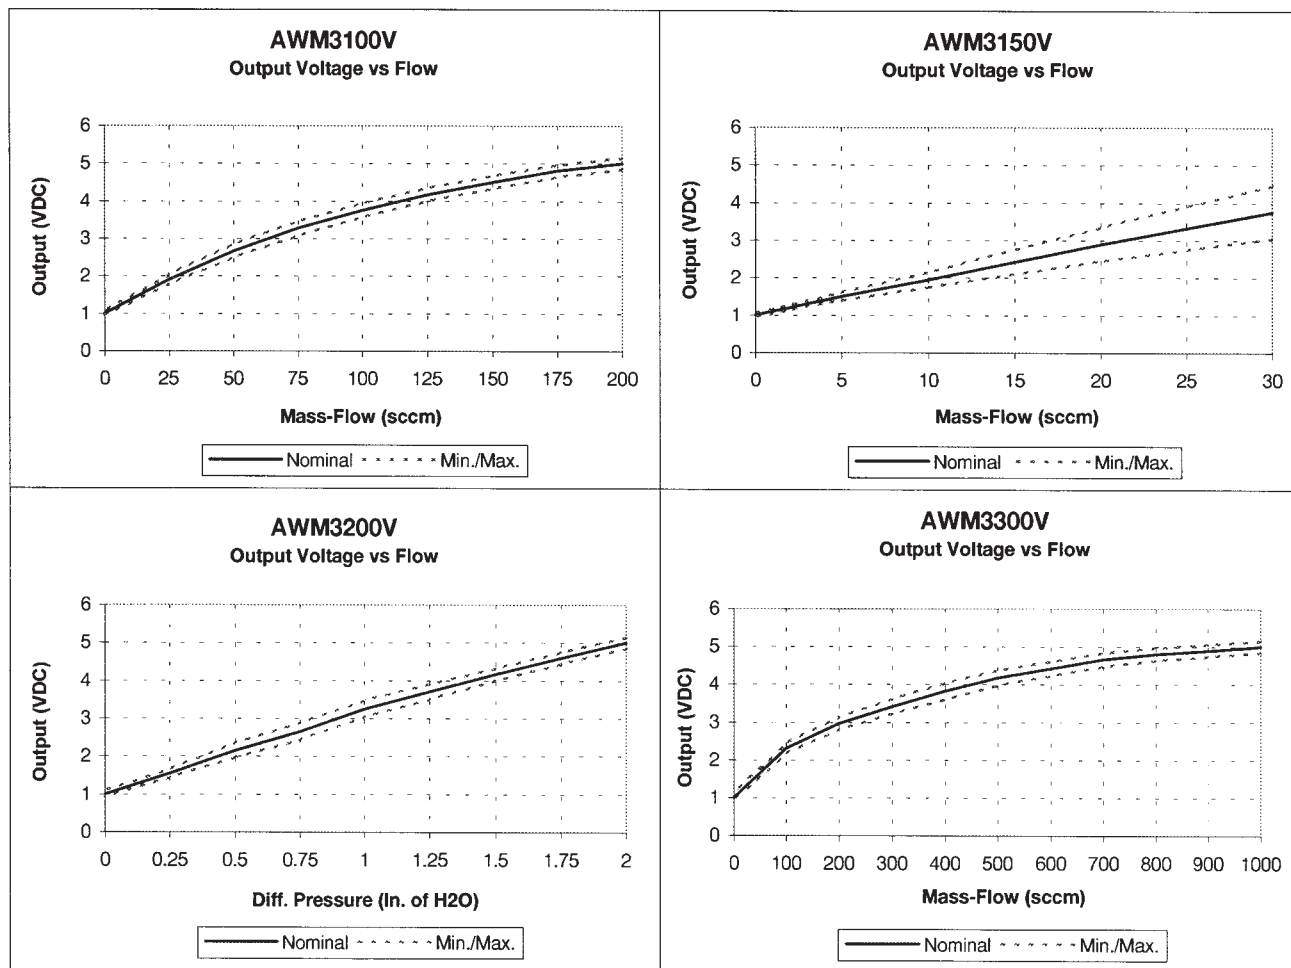 AWM3100V
Output Voltage vs Flow
Output (VDC)
6
5
4
3
2
1
0
0 25 50 75 100 125 150 175 200
Mass-Flow (sccm)
Nominal Min./Max.
AWM3150V
Output Voltage vs Flow
Output (VDC)
6
5
4
3
2
1
0
0 5 10 15 20 25 30
Mass-Flow (sccm)
Nominal Min./Max.
AWM3200V
Output Voltage vs Flow
Output (VDC)
6
5
4
3
2
1
0
0 0.25 0.5 0.75 1 1.25 1.5 1.75 2
Diff. Pressure (In. of H2O)
Nominal Min./Max.
AWM3300V
Output Voltage vs Flow
Output (VDC)
6
5
4
3
2
1
0
0 100 200 300 400 500 600 700 800 900 1000
Mass-Flow (sccm)
Nominal Min./Max.